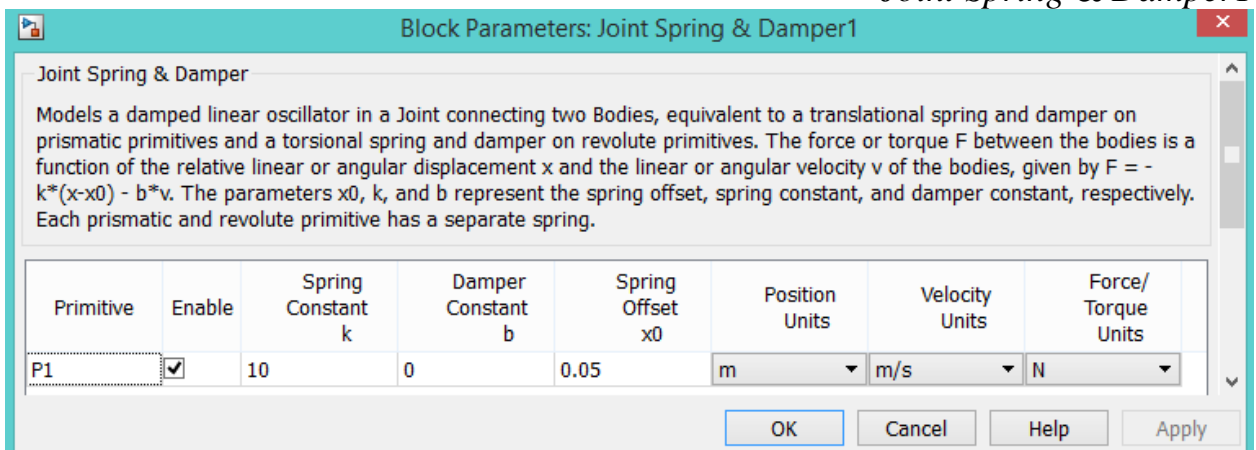 Joint Spring & Damper1
Block Parameters: Joint Spring & Damper1
Joint Spring & Damper
Models a damped linear oscillator in a Joint connecting two Bodies, equivalent to a translational spring and damper on
prismatic primitives and a torsional spring and damper on revolute primitives. The force or torque F between the bodies is a
function of the relative linear or angular displacement x and the linear or angular velocity v of the bodies, given by F = -
k*(x-x0) - b*v. The parameters x0, k, and b represent the spring offset, spring constant, and damper constant, respectively.
Each prismatic and revolute primitive has a separate spring.
Primitive Enable Spring Constant k Damper Constant b Spring Offset x0 Position Units Velocity Units Force/ Torque Units
P1 10 0 0.05 m m/s N
OK Cancel Help Apply